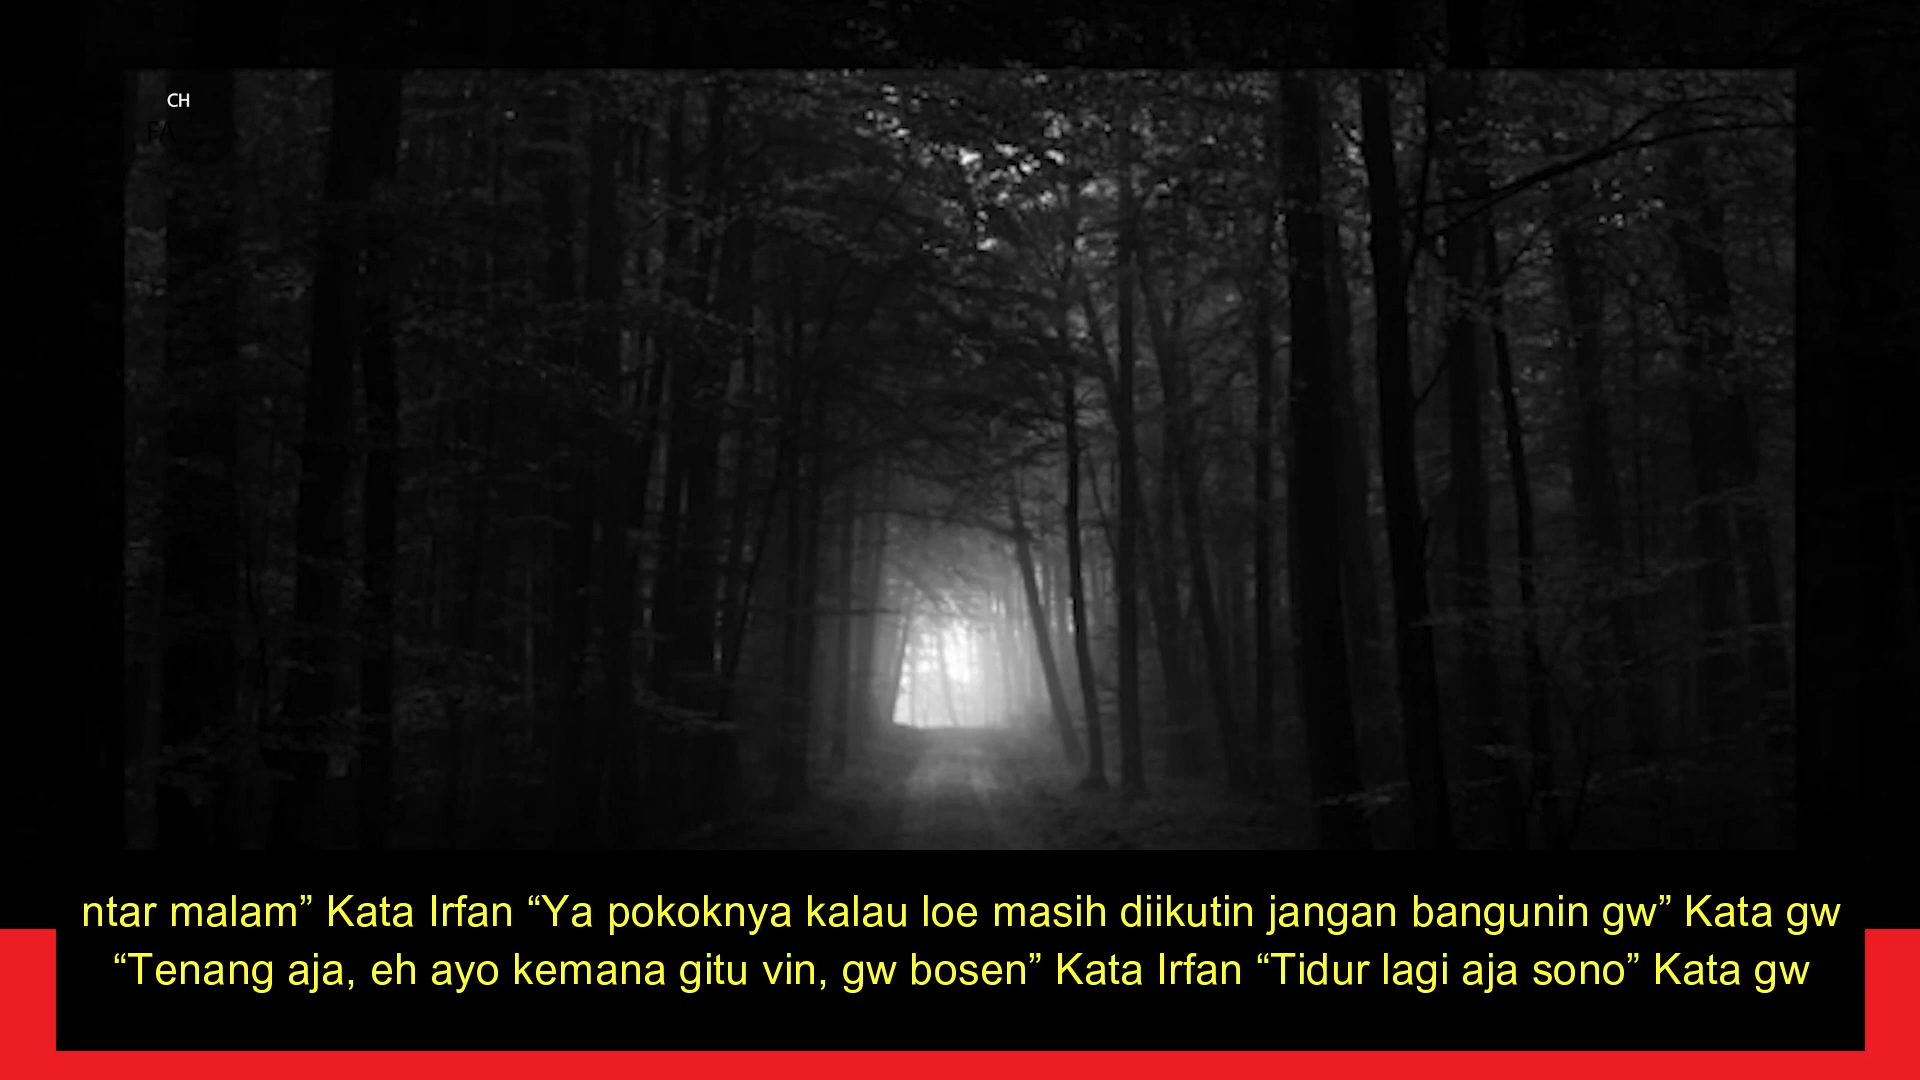 CH
FA
ntar malam” Kata Irfan “Ya pokoknya kalau loe masih diikutin jangan bangunin gw” Kata gw
“Tenang aja, eh ayo kemana gitu vin, gw bosen” Kata Irfan “Tidur lagi aja sono” Kata gw